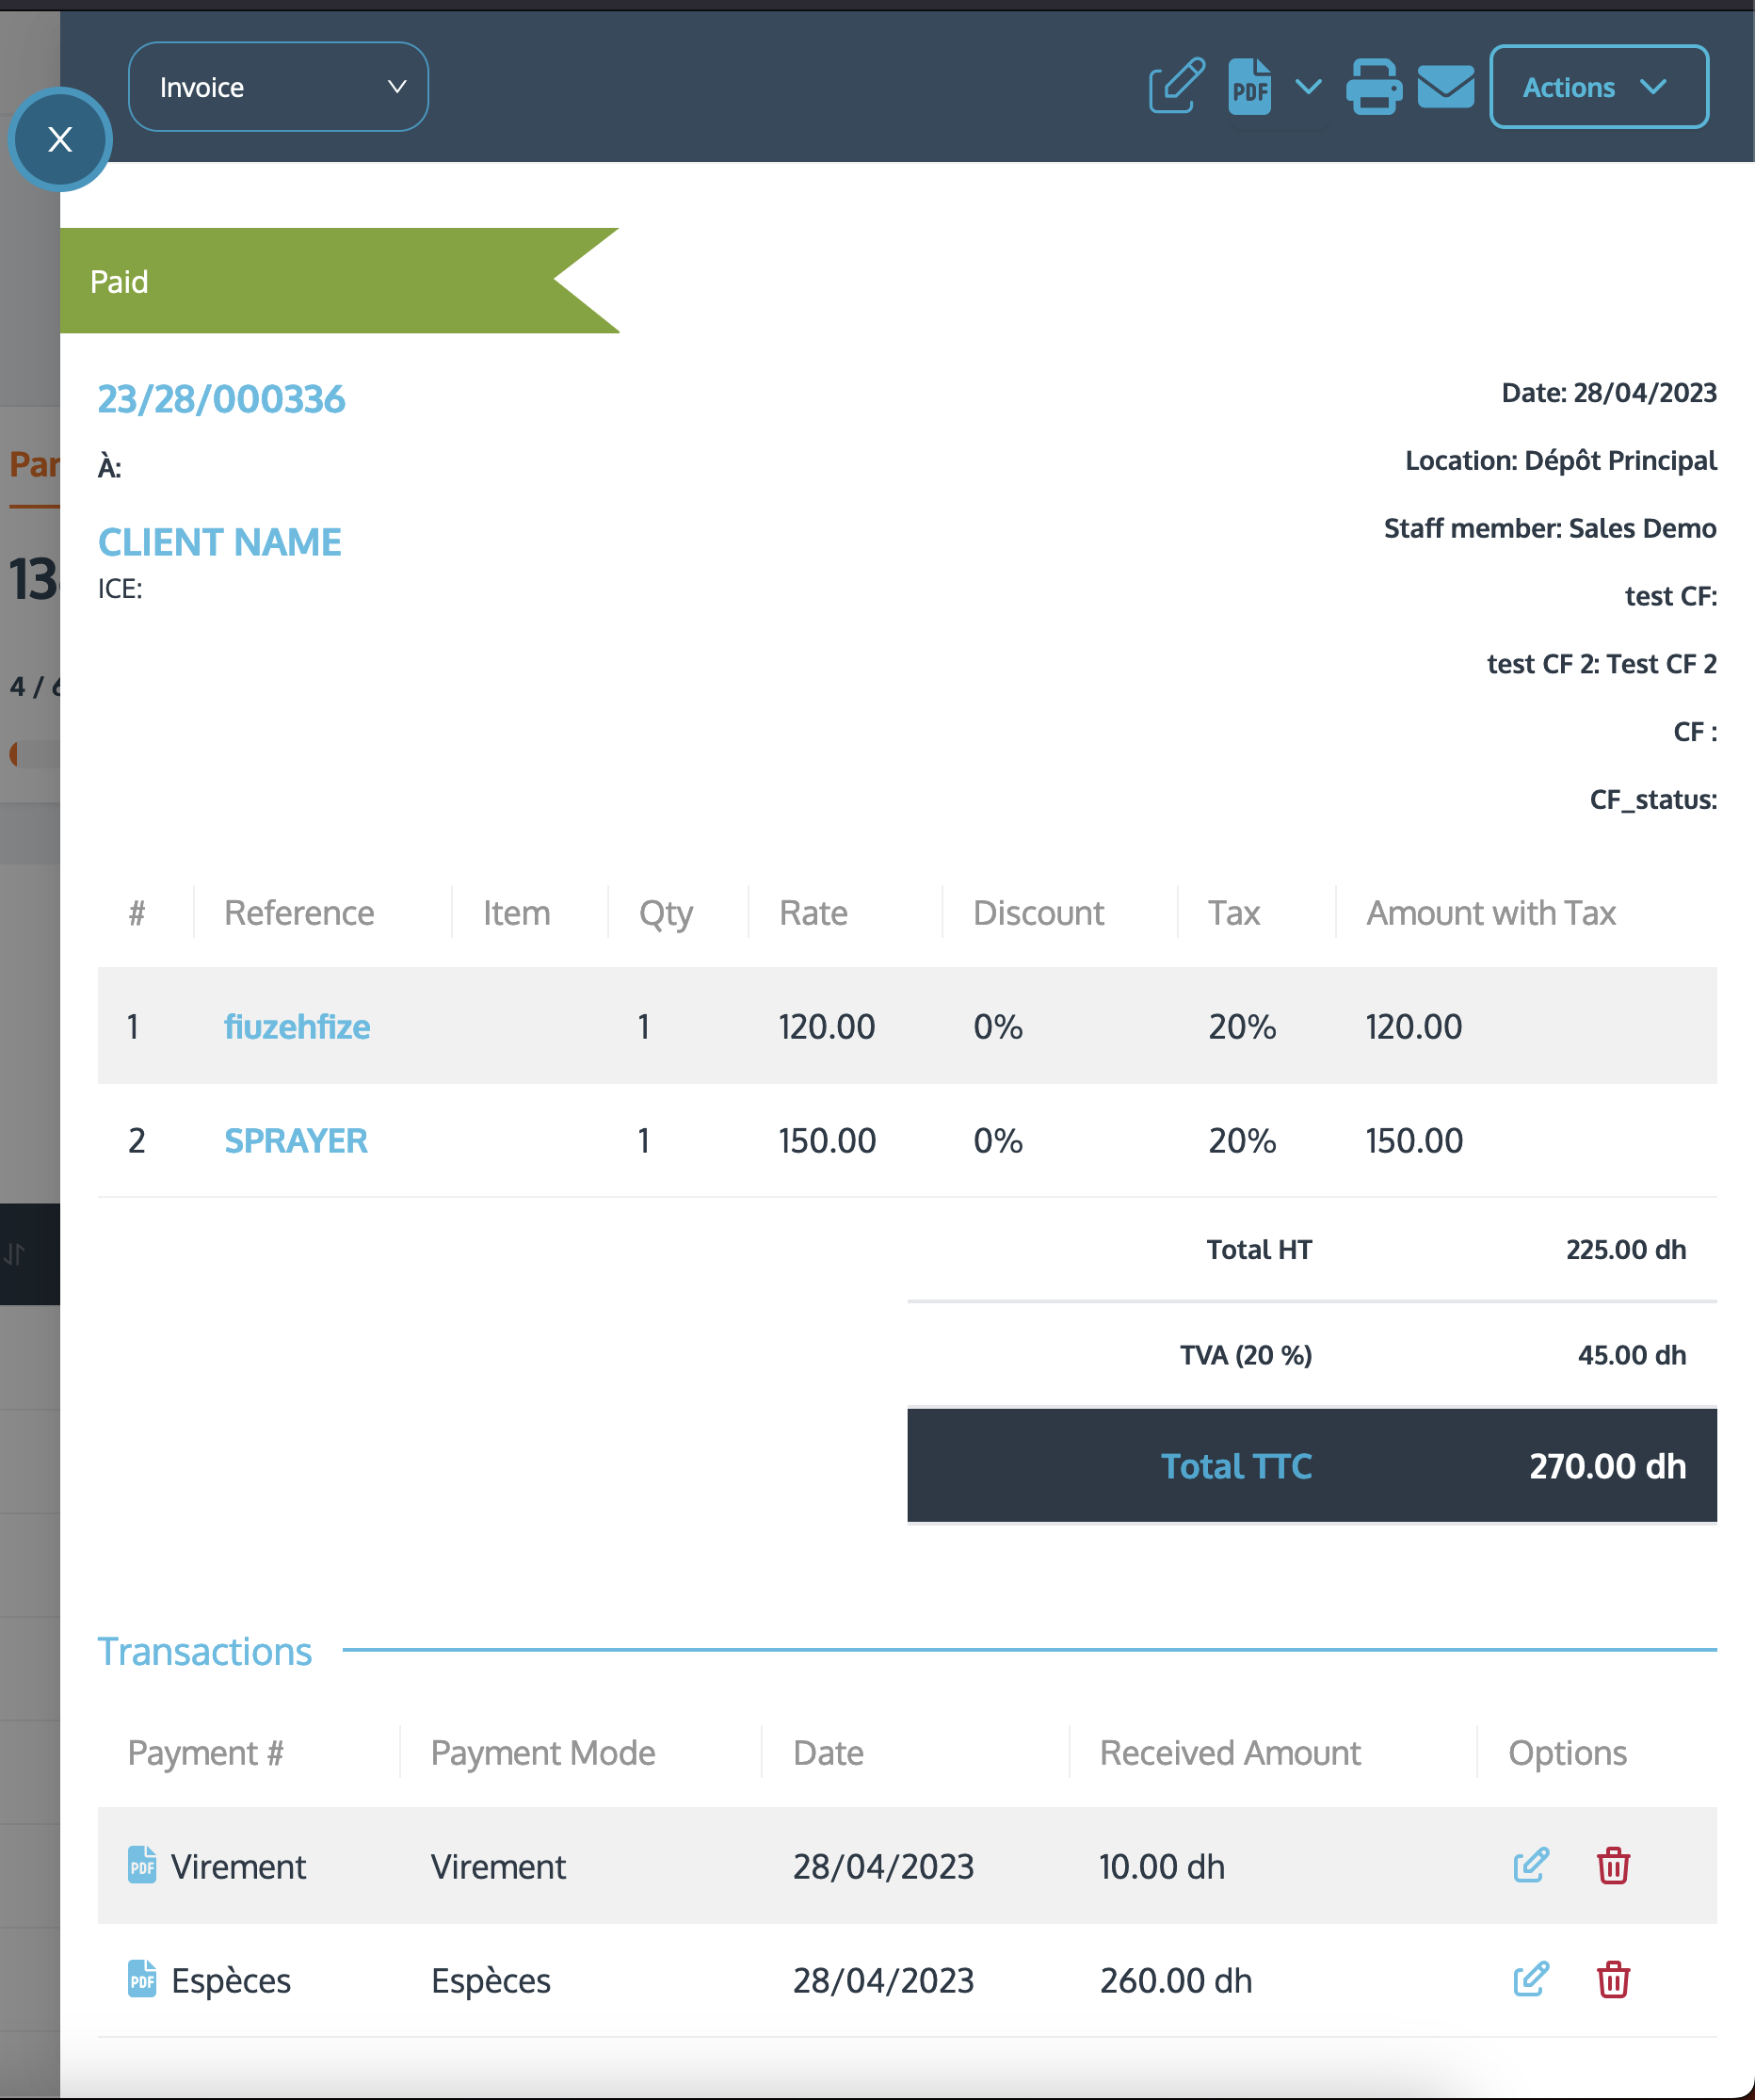 Invoice
PDF
Actions
X
Paid
23/28/000336
Date: 28/04/2023
À:
Location: Dépôt Principal
CLIENT NAME
Staff member: Sales Demo
ICE:
test CF:
test CF 2: Test CF 2
CF :
CF_status:
# Reference Item Qty Rate Discount Tax Amount with Tax
1 fiuzehfize 1 120.00 0% 20% 120.00
2 SPRAYER 1 150.00 0% 20% 150.00
Total HT 225.00 dh
TVA (20 %) 45.00 dh
Total TTC 270.00 dh
Transactions
Payment # Payment Mode Date Received Amount Options
PDF Virement Virement 28/04/2023 10.00 dh
PDF Espèces Espèces 28/04/2023 260.00 dh